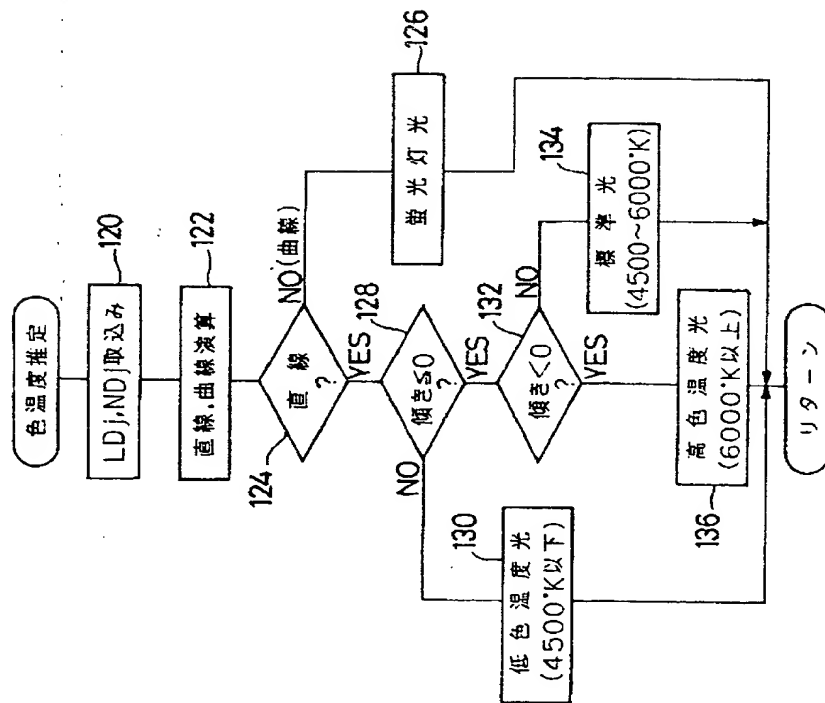 色温度推定
LDj,NDj取込み
120
直線,曲線演算
122
直線
?
124
NO(曲線)
YES
蛍光灯光
126
傾き≦0
?
128
NO
YES
低色温度光
(4500°K以下)
130
傾き<0
?
132
NO
YES
標準光
(4500~6000°K)
134
高色温度光
(6000°K以上)
136
リターン